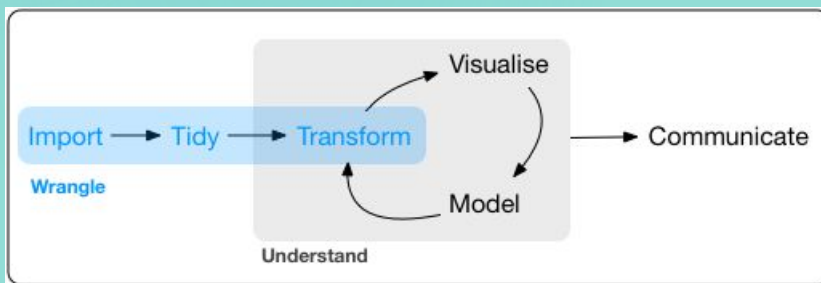 Visualise
Import Tidy Transform Communicate
Wrangle
Model
Understand